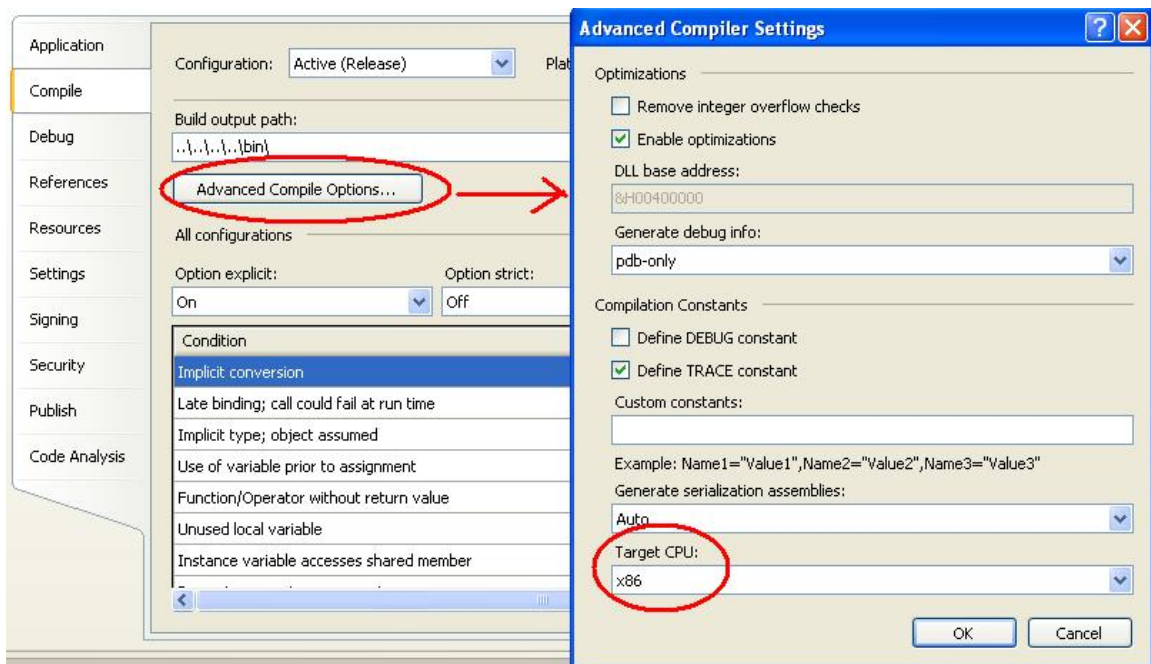 Application
Compile
Debug
References
Resources
Settings
Signing
Security
Publish
Code Analysis
Configuration: Active (Release) Plat
Build output path:
..\..\..\..\bin\
Advanced Compile Options...
All configurations
Option explicit: Option strict:
On Off
Condition
Implicit conversion
Late binding; call could fail at run time
Implicit type; object assumed
Use of variable prior to assignment
Function/Operator without return value
Unused local variable
Instance variable accesses shared member
Advanced Compiler Settings
Optimizations
Remove integer overflow checks
Enable optimizations
DLL base address:
&H00400000
Generate debug info:
pdb-only
Compilation Constants
Define DEBUG constant
Define TRACE constant
Custom constants:
Example: Name1="Value1",Name2="Value2",Name3="Value3"
Generate serialization assemblies:
Auto
Target CPU:
x86
OK Cancel